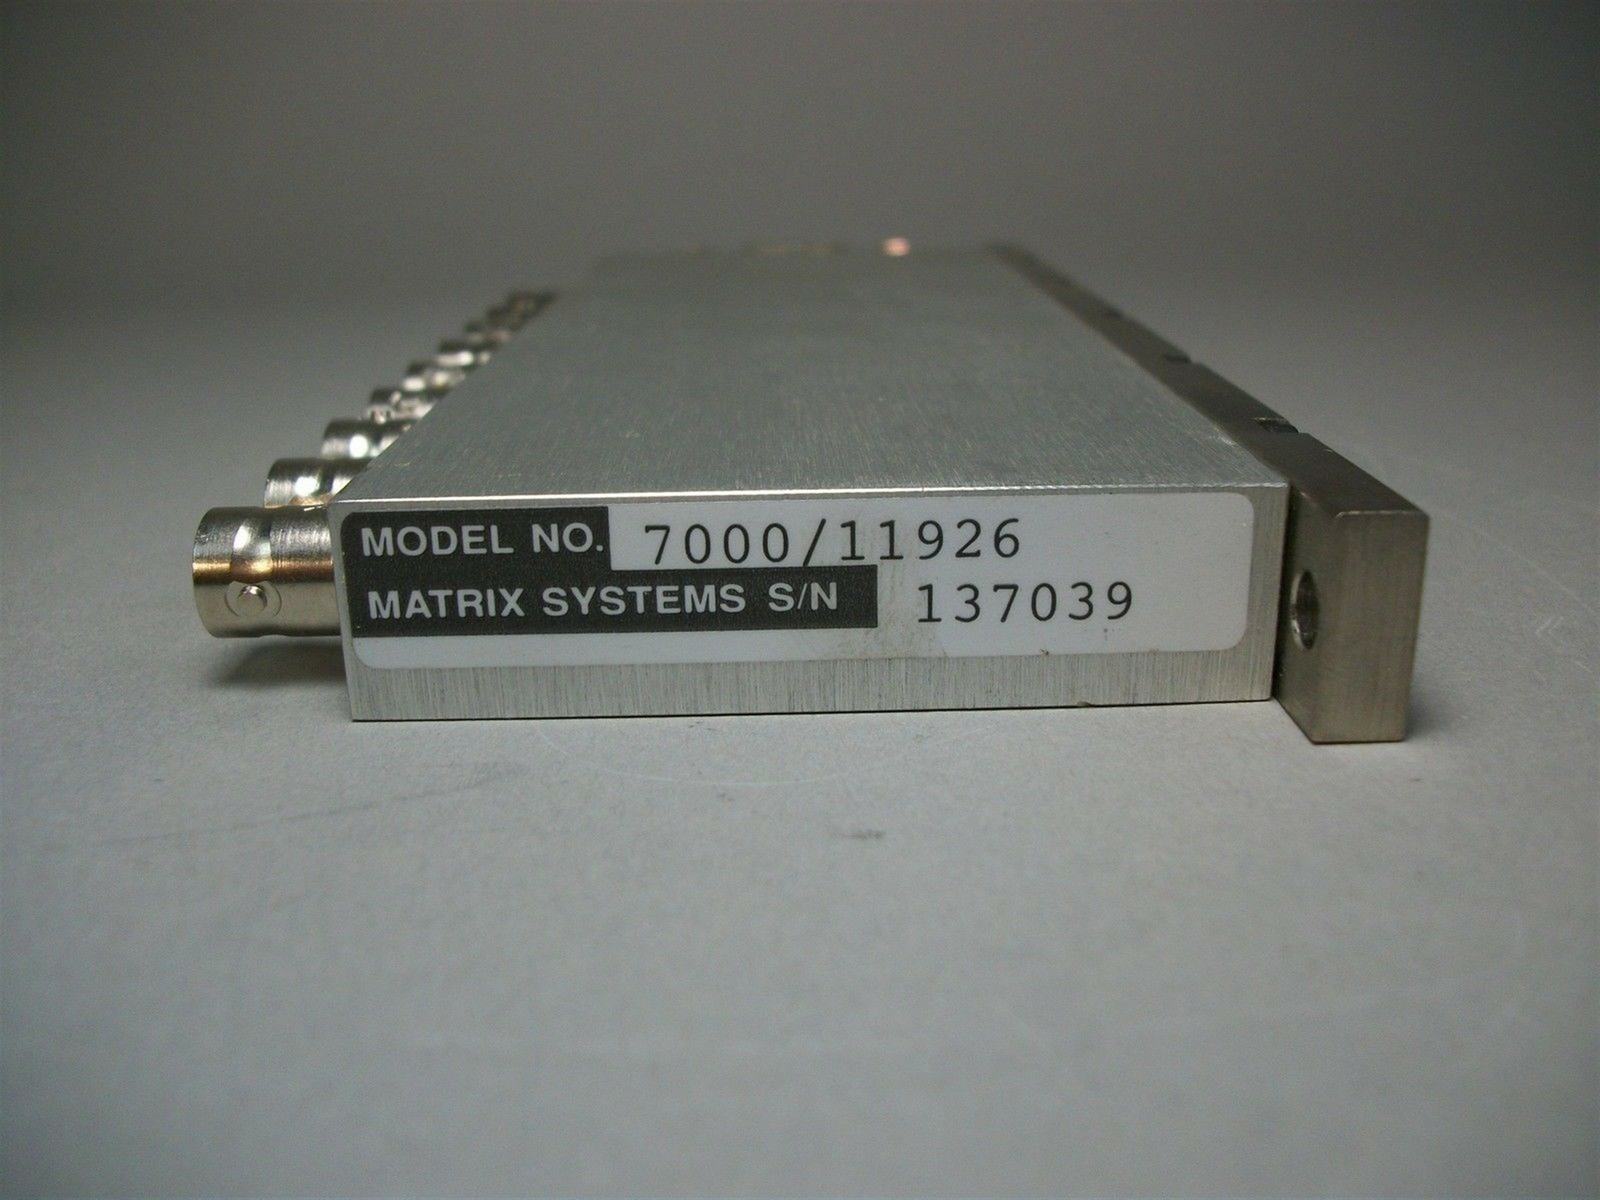 MODEL NO. 7000/11926
MATRIX SYSTEMS S/N 137039